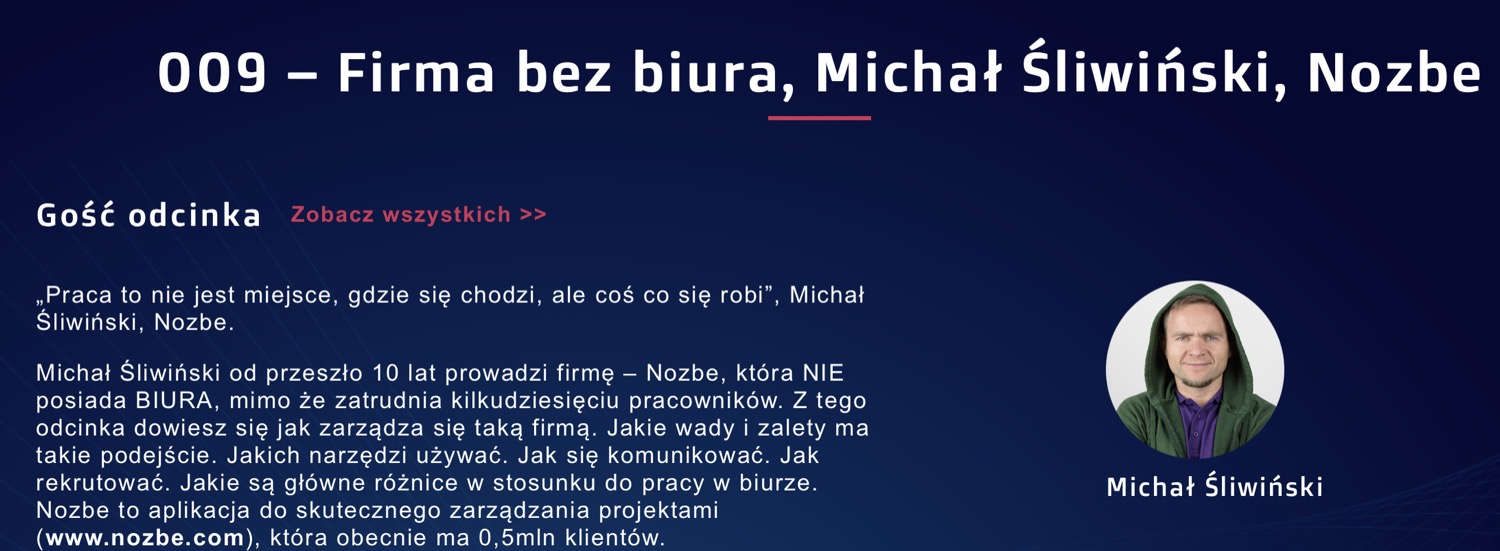 009 – Firma bez biura, Michał Śliwiński, Nozbe
Gość odcinka Zobacz wszystkich >>
„Praca to nie jest miejsce, gdzie się chodzi, ale coś co się robi”, Michał
Śliwiński, Nozbe.
Michał Śliwiński od przeszło 10 lat prowadzi firmę – Nozbe, która NIE
posiada BIURA, mimo że zatrudnia kilkudziesięciu pracowników. Z tego
odcinka dowiesz się jak zarządza się taką firmą. Jakie wady i zalety ma
takie podejście. Jakich narzędzi używać. Jak się komunikować. Jak
rekrutować. Jakie są główne różnice w stosunku do pracy w biurze.
Nozbe to aplikacja do skutecznego zarządzania projektami
(www.nozbe.com), która obecnie ma 0,5mln klientów.
Michał Śliwiński